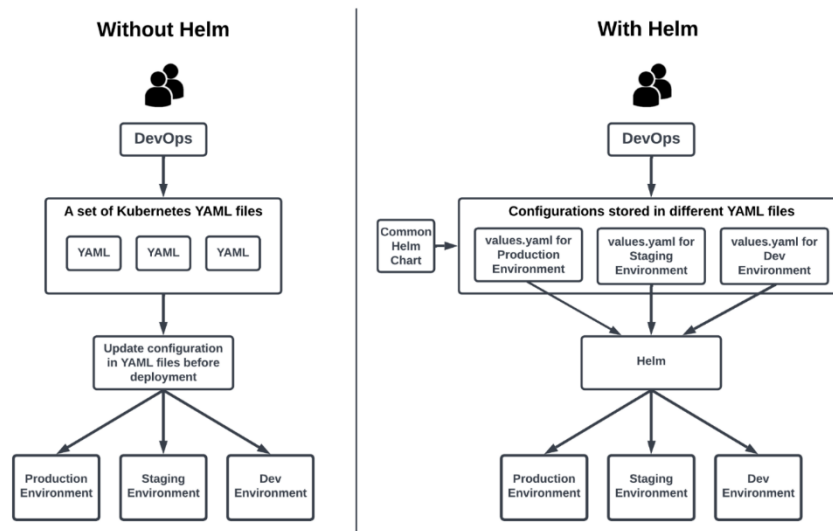 Without Helm
DevOps
A set of Kubernetes YAML files
YAML
YAML
YAML
Update configuration
in YAML files before
deployment
Production
Environment
Staging
Environment
Dev
Environment
With Helm
DevOps
Common
Helm
Chart
Configurations stored in different YAML files
values.yaml for
Production
Environment
values.yaml for
Staging
Environment
values.yaml for
Dev
Environment
Helm
Production
Environment
Staging
Environment
Dev
Environment